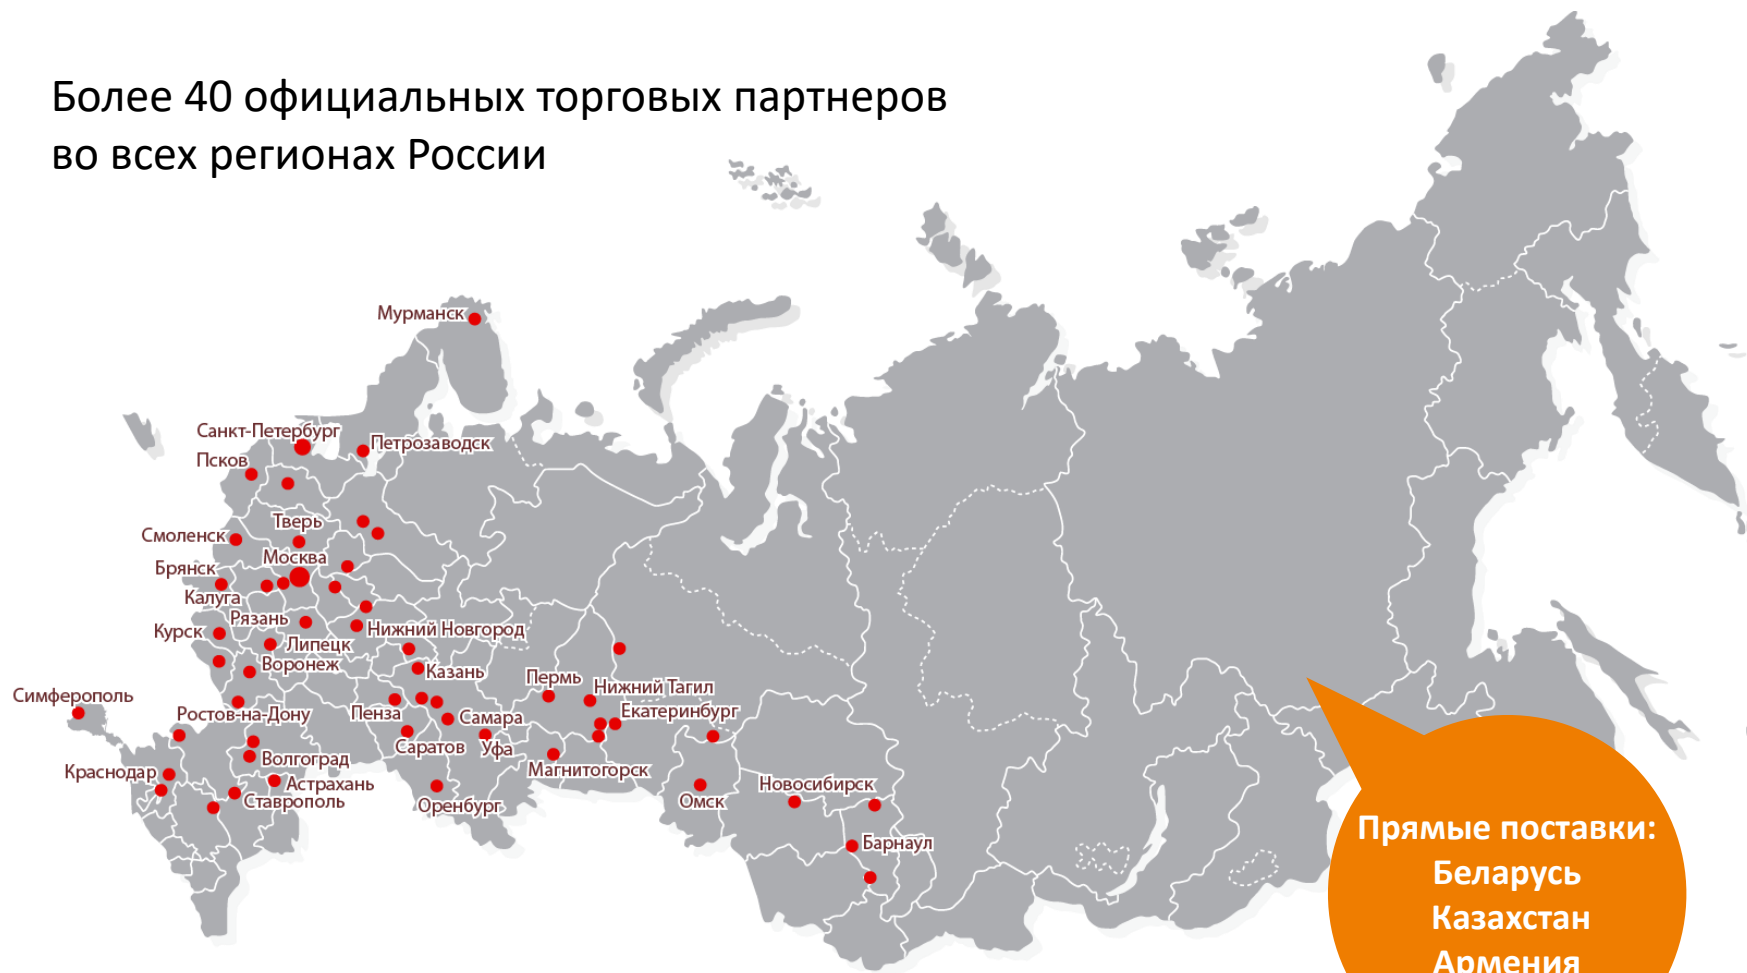 Более 40 официальных торговых партнеров
во всех регионах России
Мурманск
Санкт-Петербург
Петрозаводск
Псков
Тверь
Смоленск
Москва
Брянск
Калуга
Рязань
Курск
Нижний Новгород
Липецк
Воронеж
Казань
Пермь
Нижний Тагил
Симферополь
Ростов-на-Дону
Пенза
Самара
Екатеринбург
Саратов
Уфа
Волгоград
Магнитогорск
Краснодар
Астрахань
Ставрополь
Оренбург
Омск
Новосибирск
Барнаул
Прямые поставки:
Беларусь
Казахстан
Армения